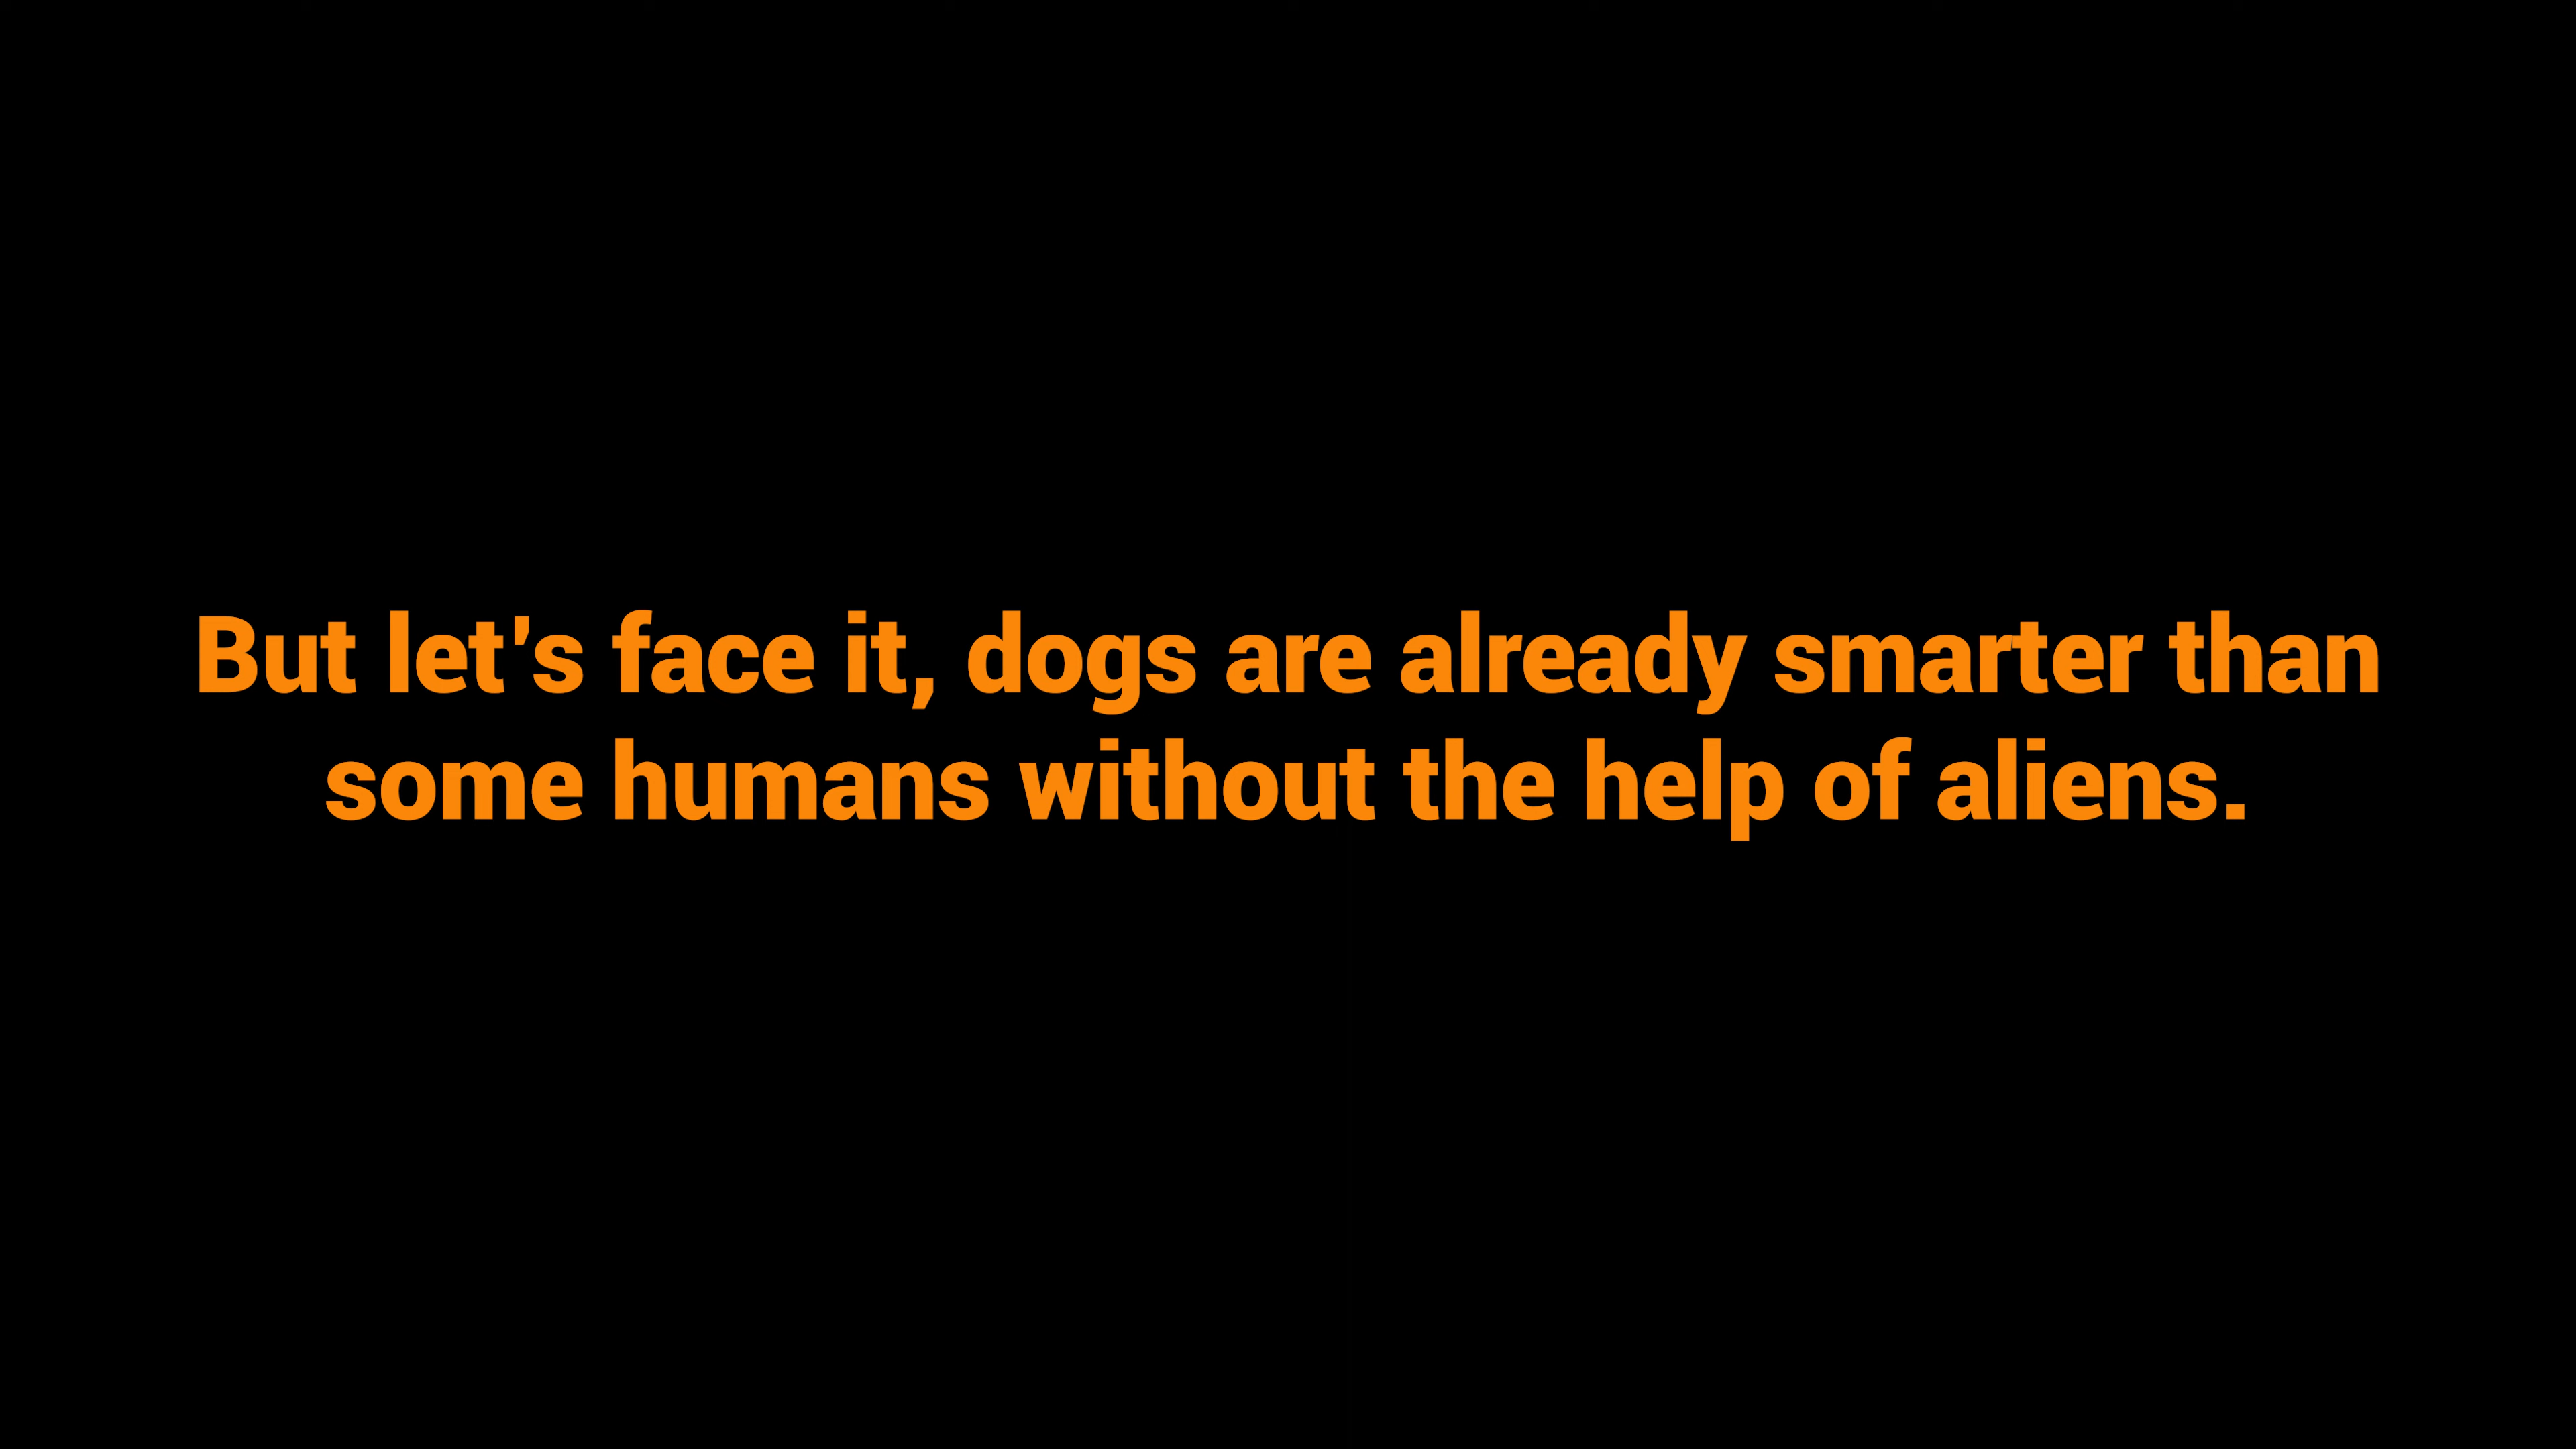 But let's face it, dogs are already smarter than
some humans without the help of aliens.